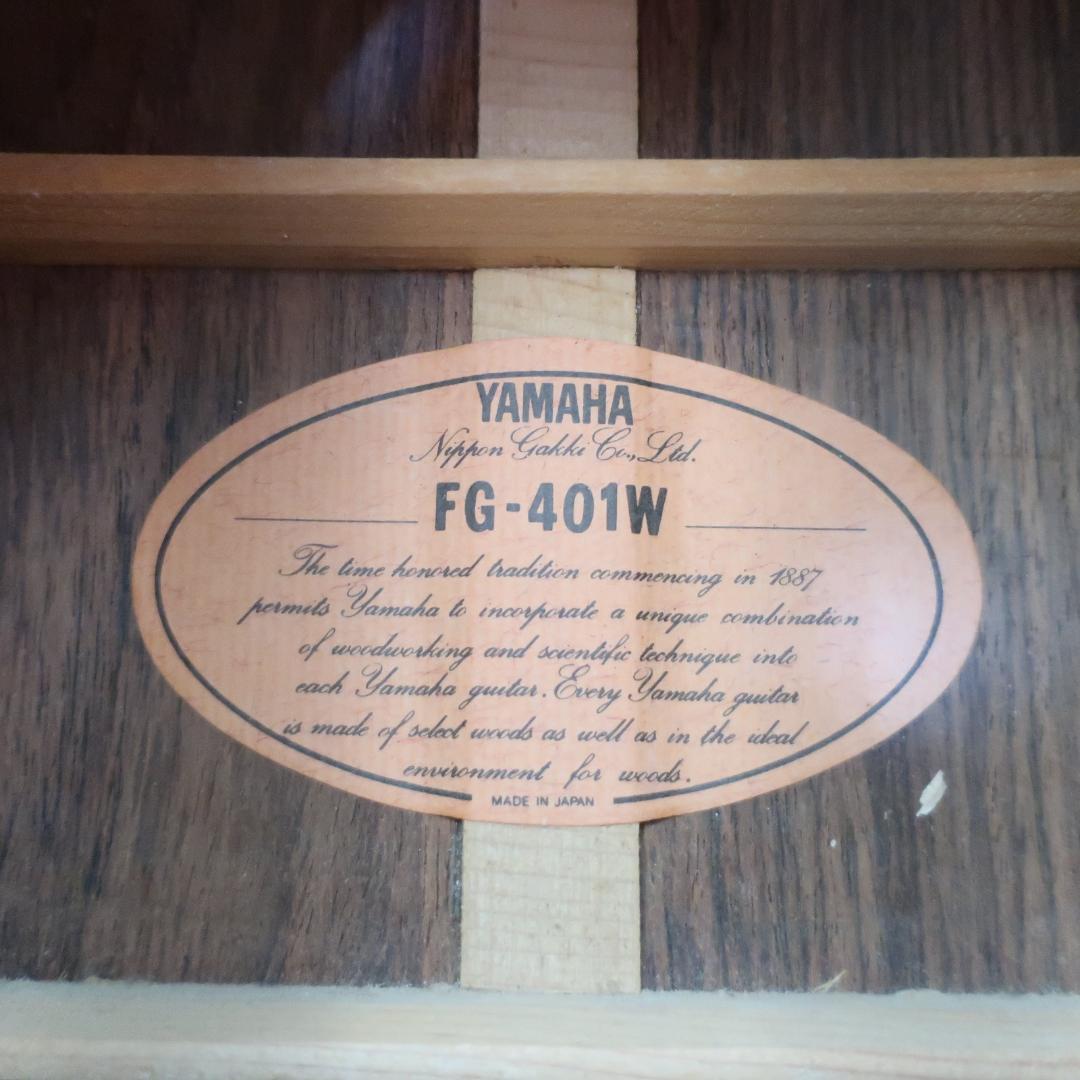 YAMAHA
Nippon Gakki Co., Ltd.
FG-401W
The time honored tradition commencing in 1887
permits Yamaha to incorporate a unique combination
of woodworking and scientific technique into
each Yamaha guitar. Every Yamaha guitar
is made of select woods as well as in the ideal
environment for woods.
MADE IN JAPAN